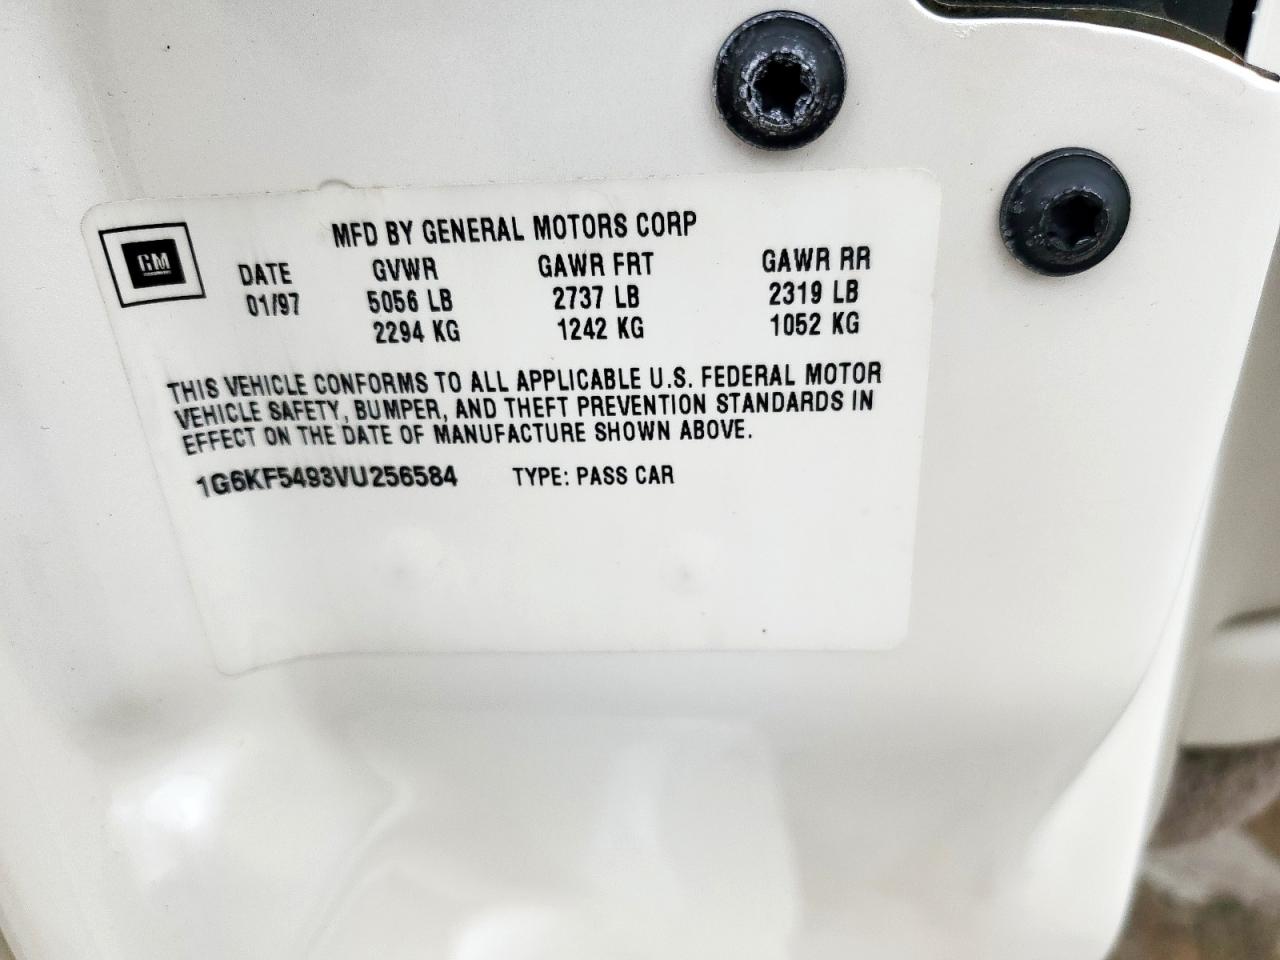 GM
MFD BY GENERAL MOTORS CORP
DATE GVWR GAWR FRT GAWR RR
01/97 5056 LB 2737 LB 2319 LB
2294 KG 1242 KG 1052 KG
THIS VEHICLE CONFORMS TO ALL APPLICABLE U.S. FEDERAL MOTOR
VEHICLE SAFETY, BUMPER, AND THEFT PREVENTION STANDARDS IN
EFFECT ON THE DATE OF MANUFACTURE SHOWN ABOVE.
1G6KF5493VU256584 TYPE: PASS CAR